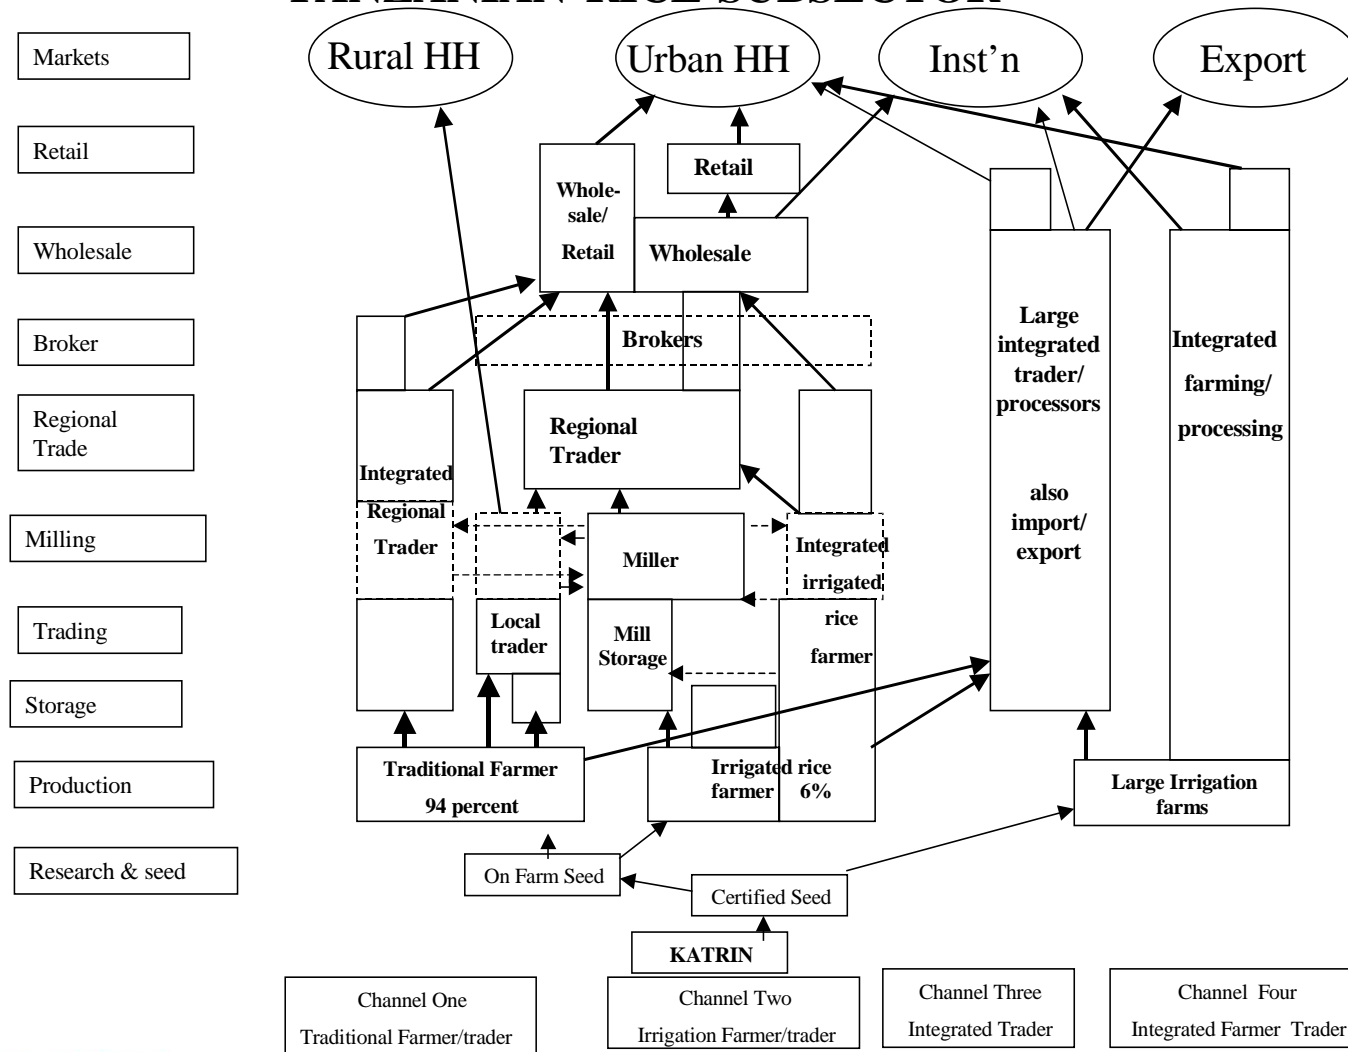 TANZANIAN RICE SUBSECTOR
Markets
Rural HH
Urban HH
Inst’n
Export
Retail
Retail
Whole-
sale/
Retail
Wholesale
Wholesale
Broker
Brokers
Large
integrated
trader/
processors
also
import/
export
Integrated
farming/
processing
Regional
Trade
Regional
Trader
Integrated
Regional
Trader
Milling
Miller
Integrated
irrigated
rice
farmer
Trading
Local
trader
Mill
Storage
Storage
Production
Traditional Farmer
94 percent
Irrigated rice
farmer 6%
Large Irrigation
farms
Research & seed
On Farm Seed
Certified Seed
KATRIN
Channel One
Traditional Farmer/trader
Channel Two
Irrigation Farmer/trader
Channel Three
Integrated Trader
Channel Four
Integrated Farmer Trader